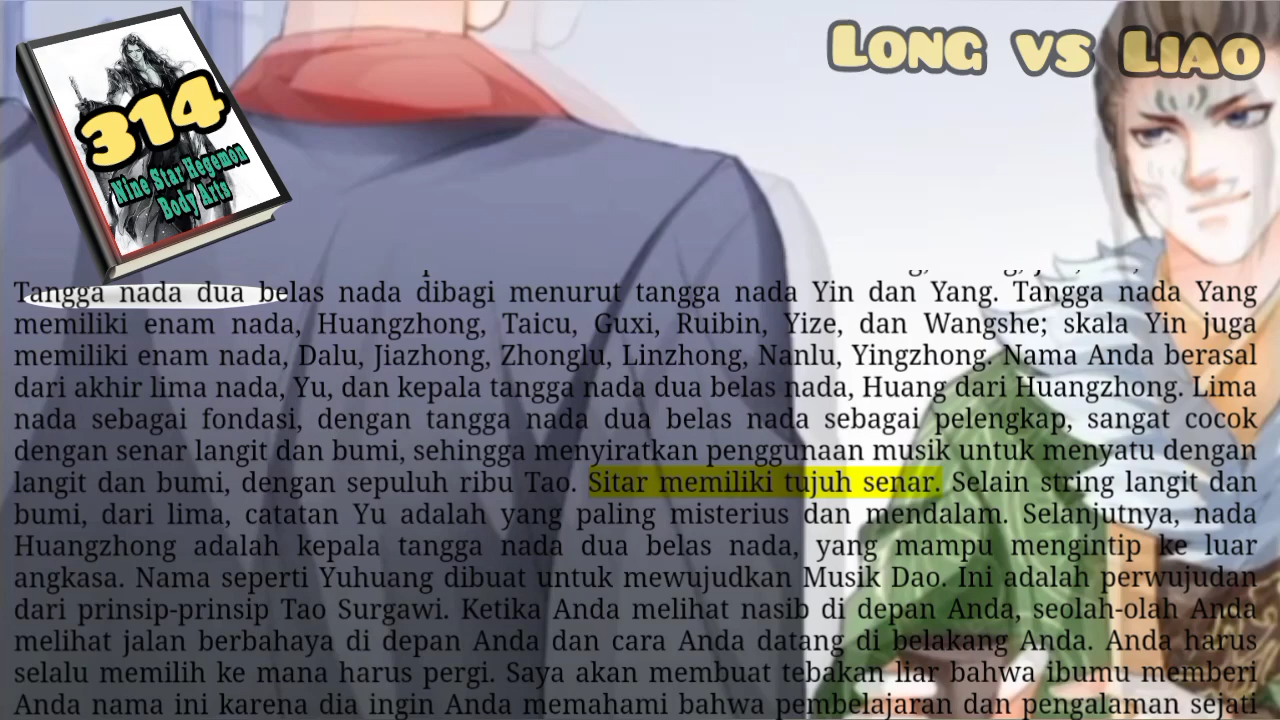 Long vs Liao
314
Nine Star Hegemon
Body Arts
Tangga nada dua belas nada dibagi menurut tangga nada Yin dan Yang. Tangga nada Yang
memiliki enam nada, Huangzhong, Taicu, Guxi, Ruibin, Yize, dan Wangshe; skala Yin juga
memiliki enam nada, Dalu, Jiazhong, Zhonglu, Linzhong, Nanlu, Yingzhong. Nama Anda berasal
dari akhir lima nada, Yu, dan kepala tangga nada dua belas nada, Huang dari Huangzhong. Lima
nada sebagai fondasi, dengan tangga nada dua belas nada sebagai pelengkap, sangat cocok
dengan senar langit dan bumi, sehingga menyiratkan penggunaan musik untuk menyatu dengan
langit dan bumi, dengan sepuluh ribu Tao. Sitar memiliki tujuh senar. Selain string langit dan
bumi, dari lima, catatan Yu adalah yang paling misterius dan mendalam. Selanjutnya, nada
Huangzhong adalah kepala tangga nada dua belas nada, yang mampu mengintip ke luar
angkasa. Nama seperti Yuhuang dibuat untuk mewujudkan Musik Dao. Ini adalah perwujudan
dari prinsip-prinsip Tao Surgawi. Ketika Anda melihat nasib di depan Anda, seolah-olah Anda
melihat jalan berbahaya di depan Anda dan cara Anda datang di belakang Anda. Anda harus
selalu memilih ke mana harus pergi. Saya akan membuat tebakan liar bahwa ibumu memberi
Anda nama ini karena dia ingin Anda memahami bahwa pembelajaran dan pengalaman sejati